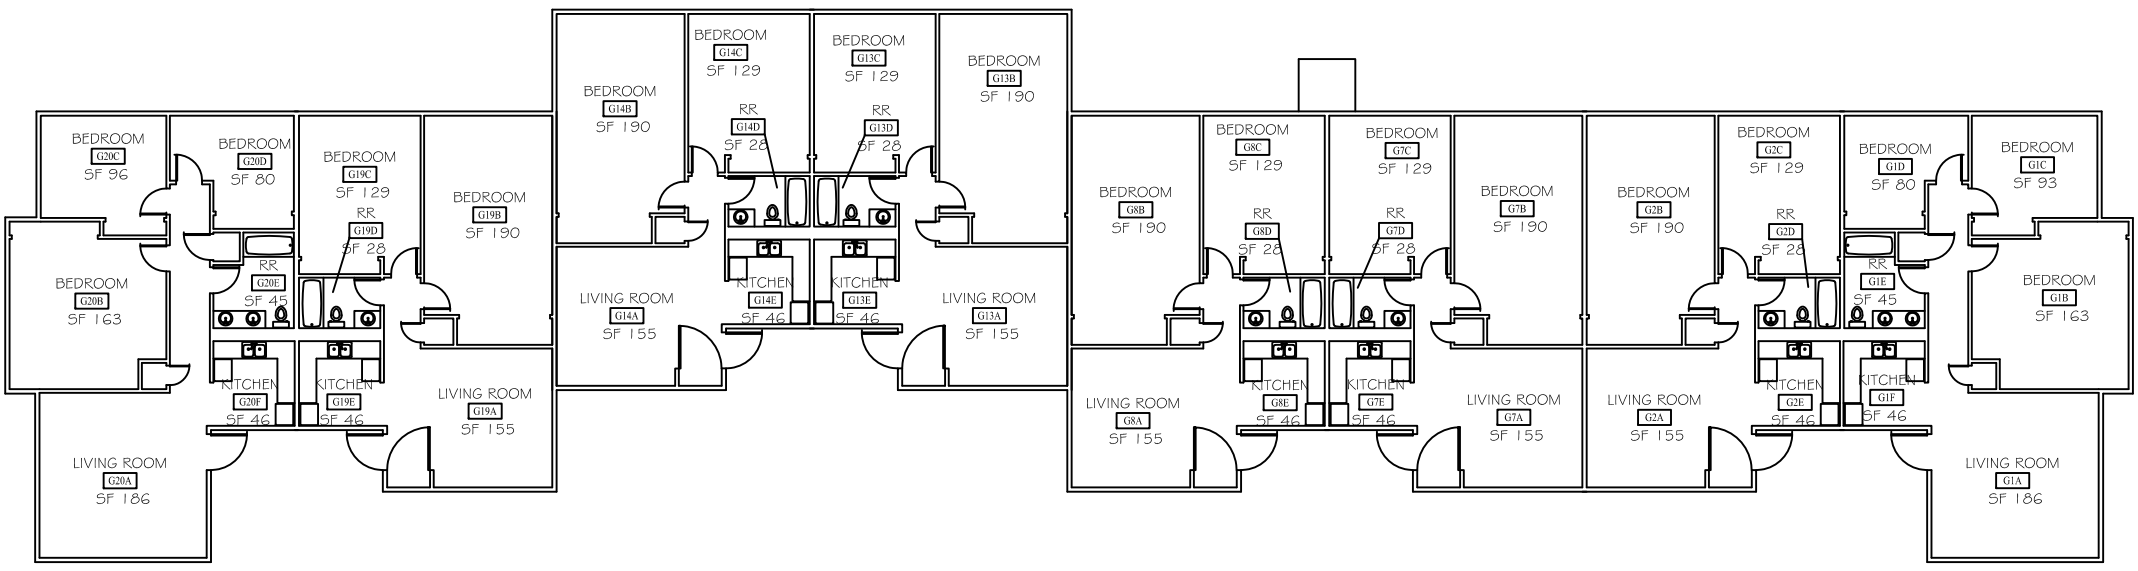 BEDROOM
G20C
SF 96
BEDROOM
G20D
SF 80
BEDROOM
G20B
SF 163
RR
G20E
SF 45
KITCHEN
G20F
SF 46
LIVING ROOM
G20A
SF 186
BEDROOM
G19C
SF 129
RR
G19D
SF 28
BEDROOM
G19B
SF 190
KITCHEN
G19E
SF 46
LIVING ROOM
G19A
SF 155
BEDROOM
G14B
SF 190
BEDROOM
G14C
SF 129
RR
G14D
SF 28
LIVING ROOM
G14A
SF 155
KITCHEN
G14E
SF 46
BEDROOM
G13C
SF 129
RR
G13D
SF 28
BEDROOM
G13B
SF 190
KITCHEN
G13E
SF 46
LIVING ROOM
G13A
SF 155
BEDROOM
G8B
SF 190
BEDROOM
G8C
SF 129
RR
G8D
SF 28
LIVING ROOM
G8A
SF 155
KITCHEN
G8E
SF 46
BEDROOM
G7C
SF 129
RR
G7D
SF 28
BEDROOM
G7B
SF 190
KITCHEN
G7E
SF 46
LIVING ROOM
G7A
SF 155
BEDROOM
G2B
SF 190
BEDROOM
G2C
SF 129
RR
G2D
SF 28
LIVING ROOM
G2A
SF 155
KITCHEN
G2E
SF 46
BEDROOM
G1D
SF 80
BEDROOM
G1C
SF 93
RR
G1E
SF 45
BEDROOM
G1B
SF 163
KITCHEN
G1F
SF 46
LIVING ROOM
G1A
SF 186